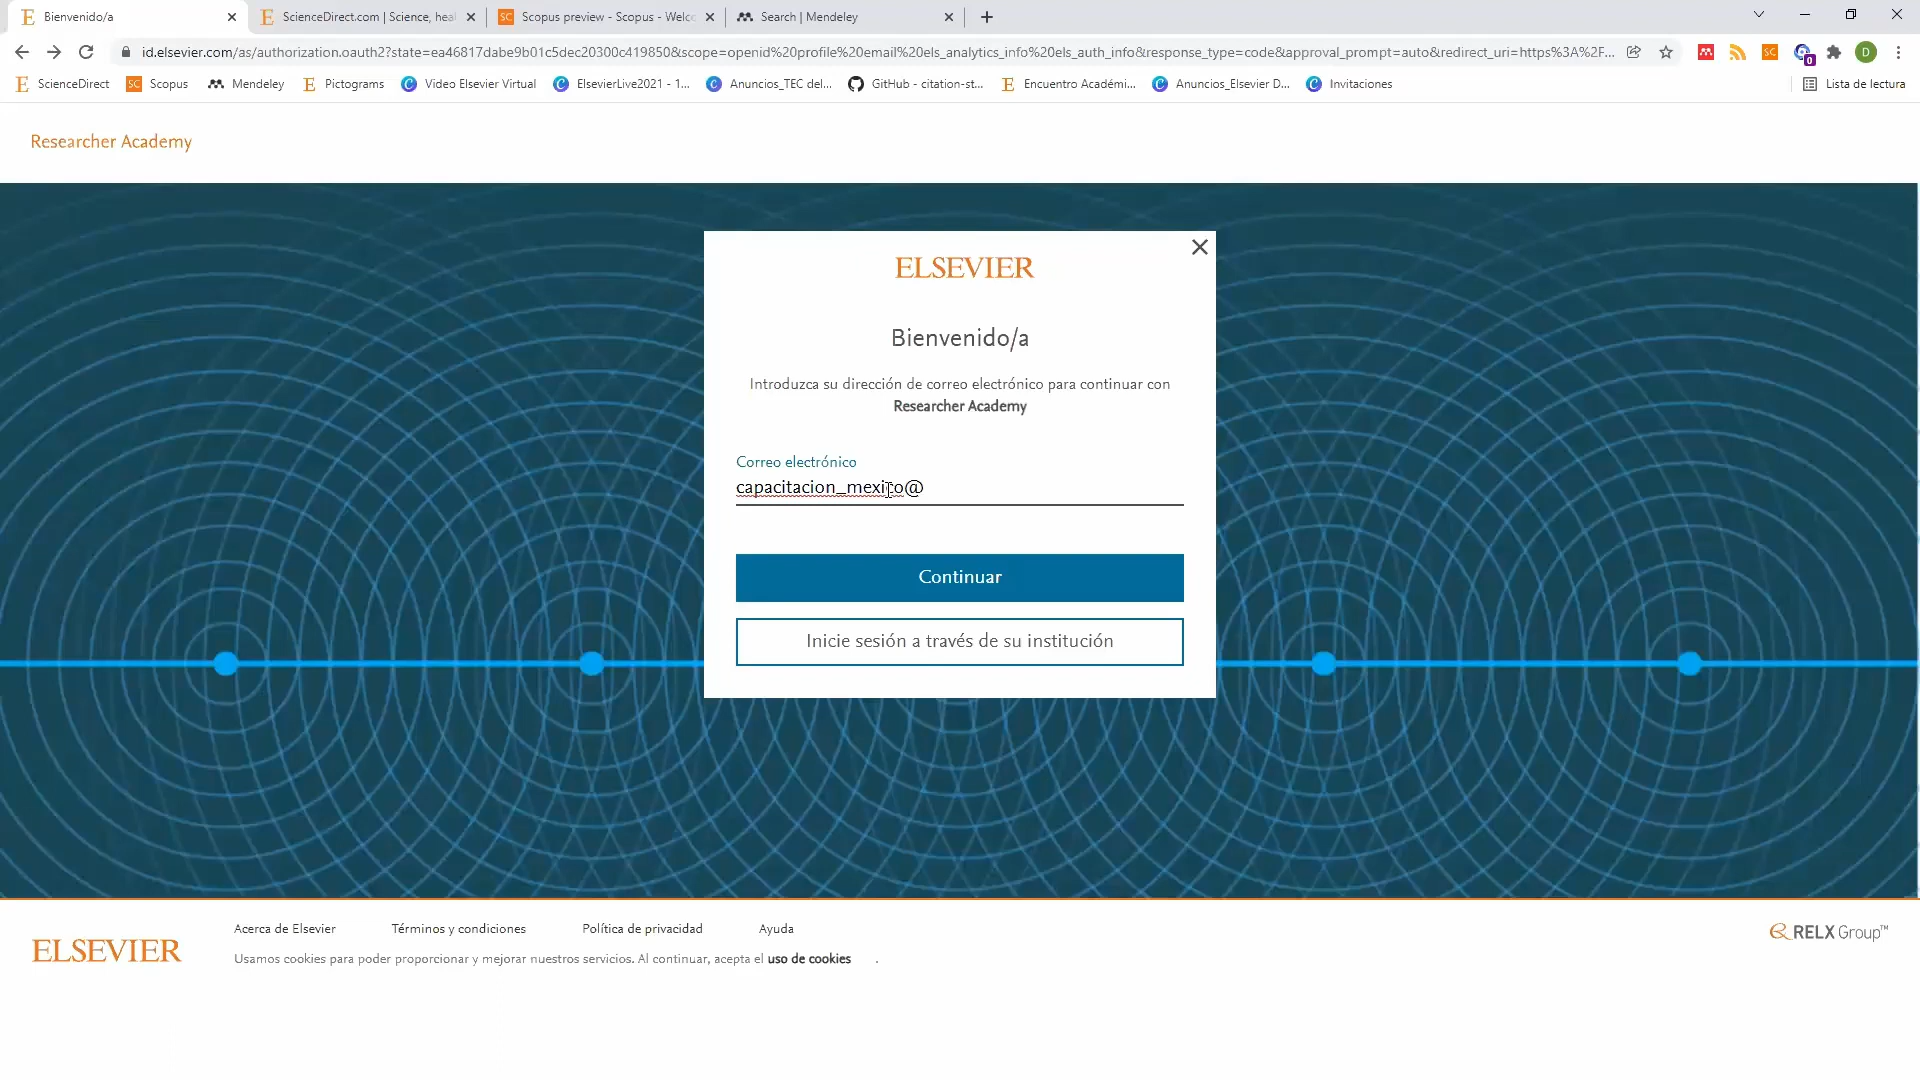 Bienvenido/a
ScienceDirect.com | Science, heal
SC Scopus preview - Scopus - Welc
Search | Mendeley
id.elsevier.com/as/authorization.oauth2?state=ea46817dabe9b01c5dec20300c419850&scope=openid%20profile%20email%20els_analytics_info%20els_auth_info&response_type=code&approval_prompt=auto&redirect_uri=https%3A%2F...
SC
0
D
E ScienceDirect
SC Scopus
Mendeley
E Pictograms
Video Elsevier Virtual
ElsevierLive2021 - 1...
Anuncios_TEC del...
GitHub - citation-st...
E Encuentro Académi...
Anuncios_Elsevier D...
Invitaciones
Lista de lectura
Researcher Academy
ELSEVIER
Bienvenido/a
Introduzca su dirección de correo electrónico para continuar con
Researcher Academy
Correo electrónico
capacitacion_mexico@
Continuar
Inicie sesión a través de su institución
ELSEVIER
Acerca de Elsevier
Términos y condiciones
Política de privacidad
Ayuda
Usamos cookies para poder proporcionar y mejorar nuestros servicios. Al continuar, acepta el uso de cookies .
RELX Group™